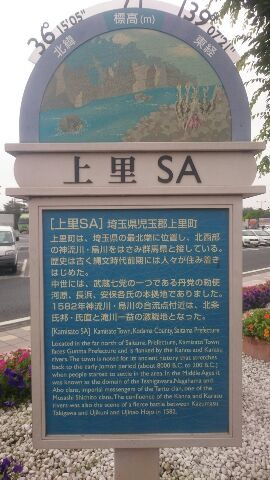 標高(m)
71
36°15'05"
北緯
39°07'21"
東経
上里 SA
[上里SA] 埼玉県児玉郡上里町
上里町は、埼玉県の最北端に位置し、北西部
の神流川・烏川をはさみ群馬県と接している。
歴史は古く縄文時代前期には人々が住み着き
はじめた。
中世には、武蔵七党の一つである丹党の勅使
河原、長浜、安保各氏の本拠地でありました。
1582年神流川・烏川の合流点付近は、北条
氏邦・氏直と滝川一益の激戦地となった。
[Kamisato SA] Kamisato Town, Kodama County, Saitama Prefecture
Located in the far north of Saitama Prefecture, Kamisato Town
faces Gunma Prefecture and is flanked by the Kanna and Karasu
rivers. The town is noted for its ancient history that stretches
back to the early Jomon period (about 8000 B.C. to 200 B.C.)
when people started to settle in the area. In the Middle Ages it
was known as the domain of the Teshigawara, Nagahama and
Abo clans, imperial messengers of the Tanto clan, one of the
Musashi Shichito clans. The confluence of the Kanna and Karasu
rivers was also the scene of a fierce battle between Kazumasu
Takigawa and Ujikuni and Ujinao Hojo in 1582.